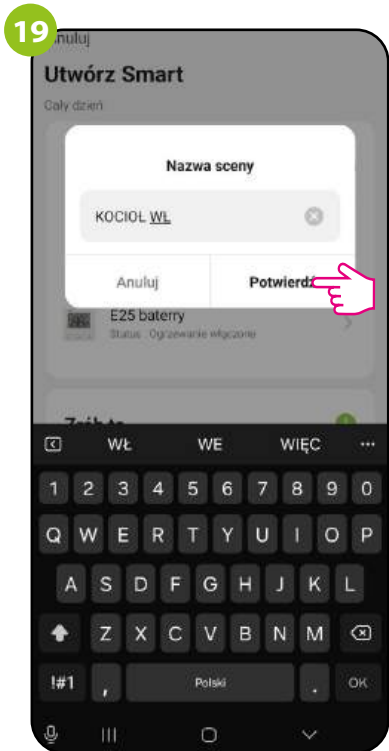 19
Anuluj
Utwórz Smart
Cały dzień
Nazwa sceny
KOCIOŁ WŁ
Anuluj
Potwierdź
E25 baterry
Status : Ogrzewanie włączone
WŁ WE WIĘC
1 2 3 4 5 6 7 8 9 0
Q W E R T Y U I O P
A S D F G H J K L
Z X C V B N M
!#1 , Polski . OK